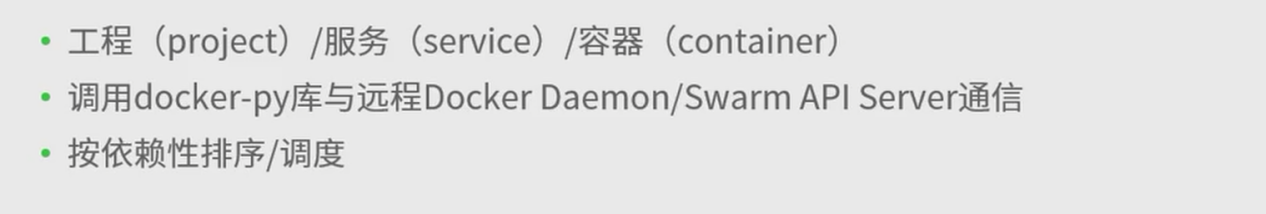 • 工程（project）/服务（service）/容器（container）
• 调用docker-py库与远程Docker Daemon/Swarm API Server通信
• 按依赖性排序/调度